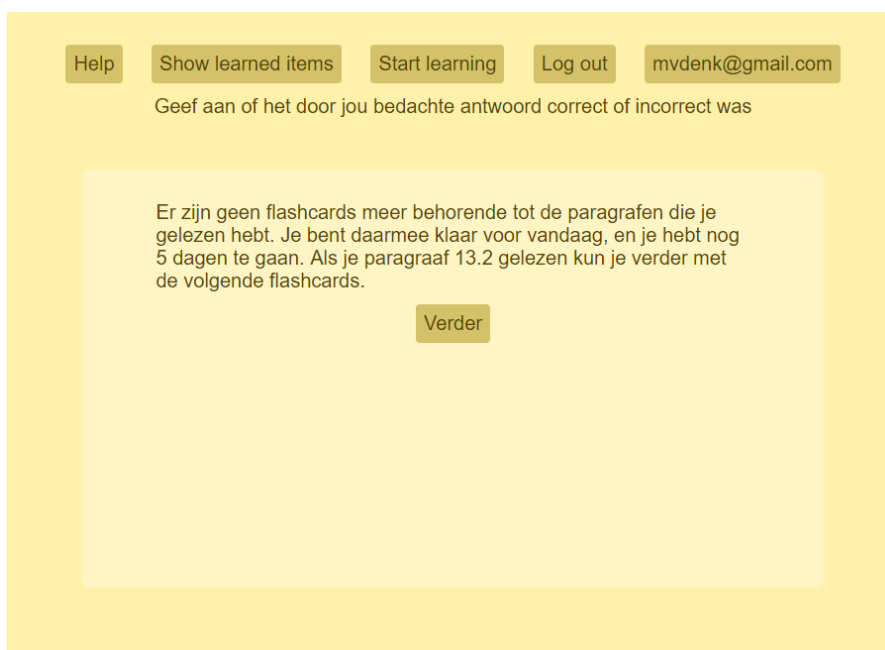 Help Show learned items Start learning Log out mvdenk@gmail.com
Geef aan of het door jou bedachte antwoord correct of incorrect was
Er zijn geen flashcards meer behorende tot de paragrafen die je
gelezen hebt. Je bent daarmee klaar voor vandaag, en je hebt nog
5 dagen te gaan. Als je paragraaf 13.2 gelezen kun je verder met
de volgende flashcards.
Verder